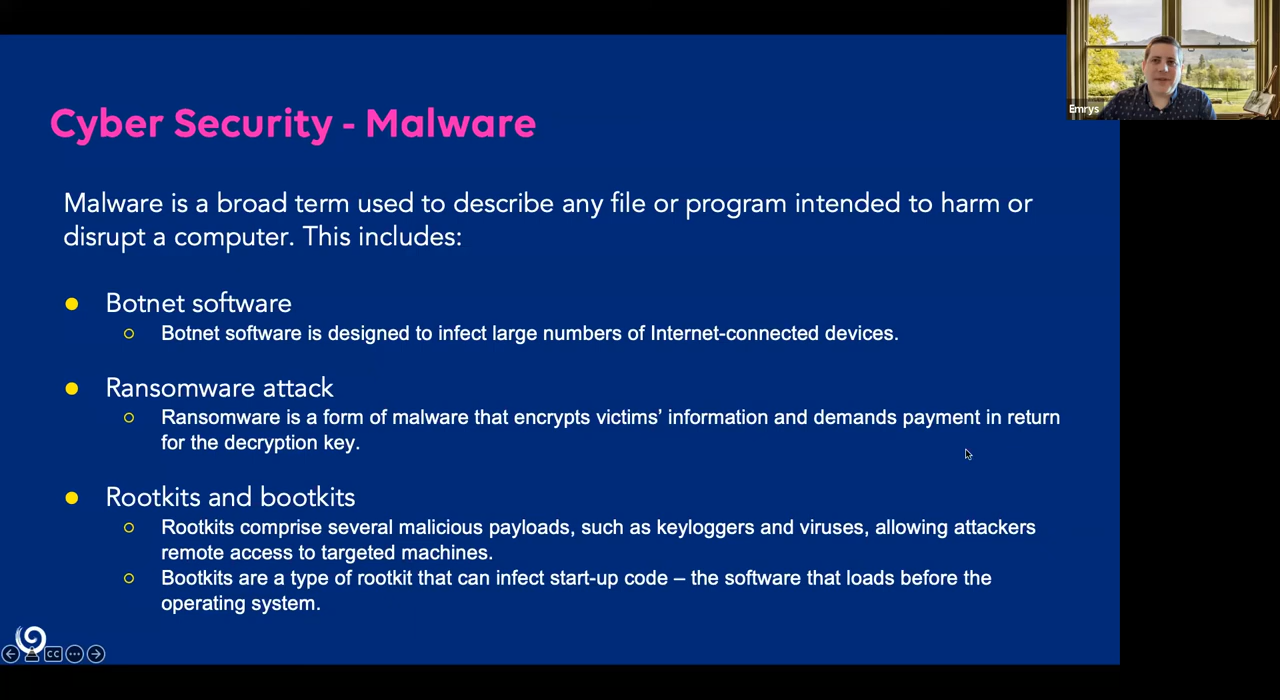 Emrys
Cyber Security - Malware
Malware is a broad term used to describe any file or program intended to harm or
disrupt a computer. This includes:
Botnet software
Botnet software is designed to infect large numbers of Internet-connected devices.
Ransomware attack
Ransomware is a form of malware that encrypts victims’ information and demands payment in return
for the decryption key.
Rootkits and bootkits
Rootkits comprise several malicious payloads, such as keyloggers and viruses, allowing attackers
remote access to targeted machines.
Bootkits are a type of rootkit that can infect start-up code – the software that loads before the
operating system.
CC